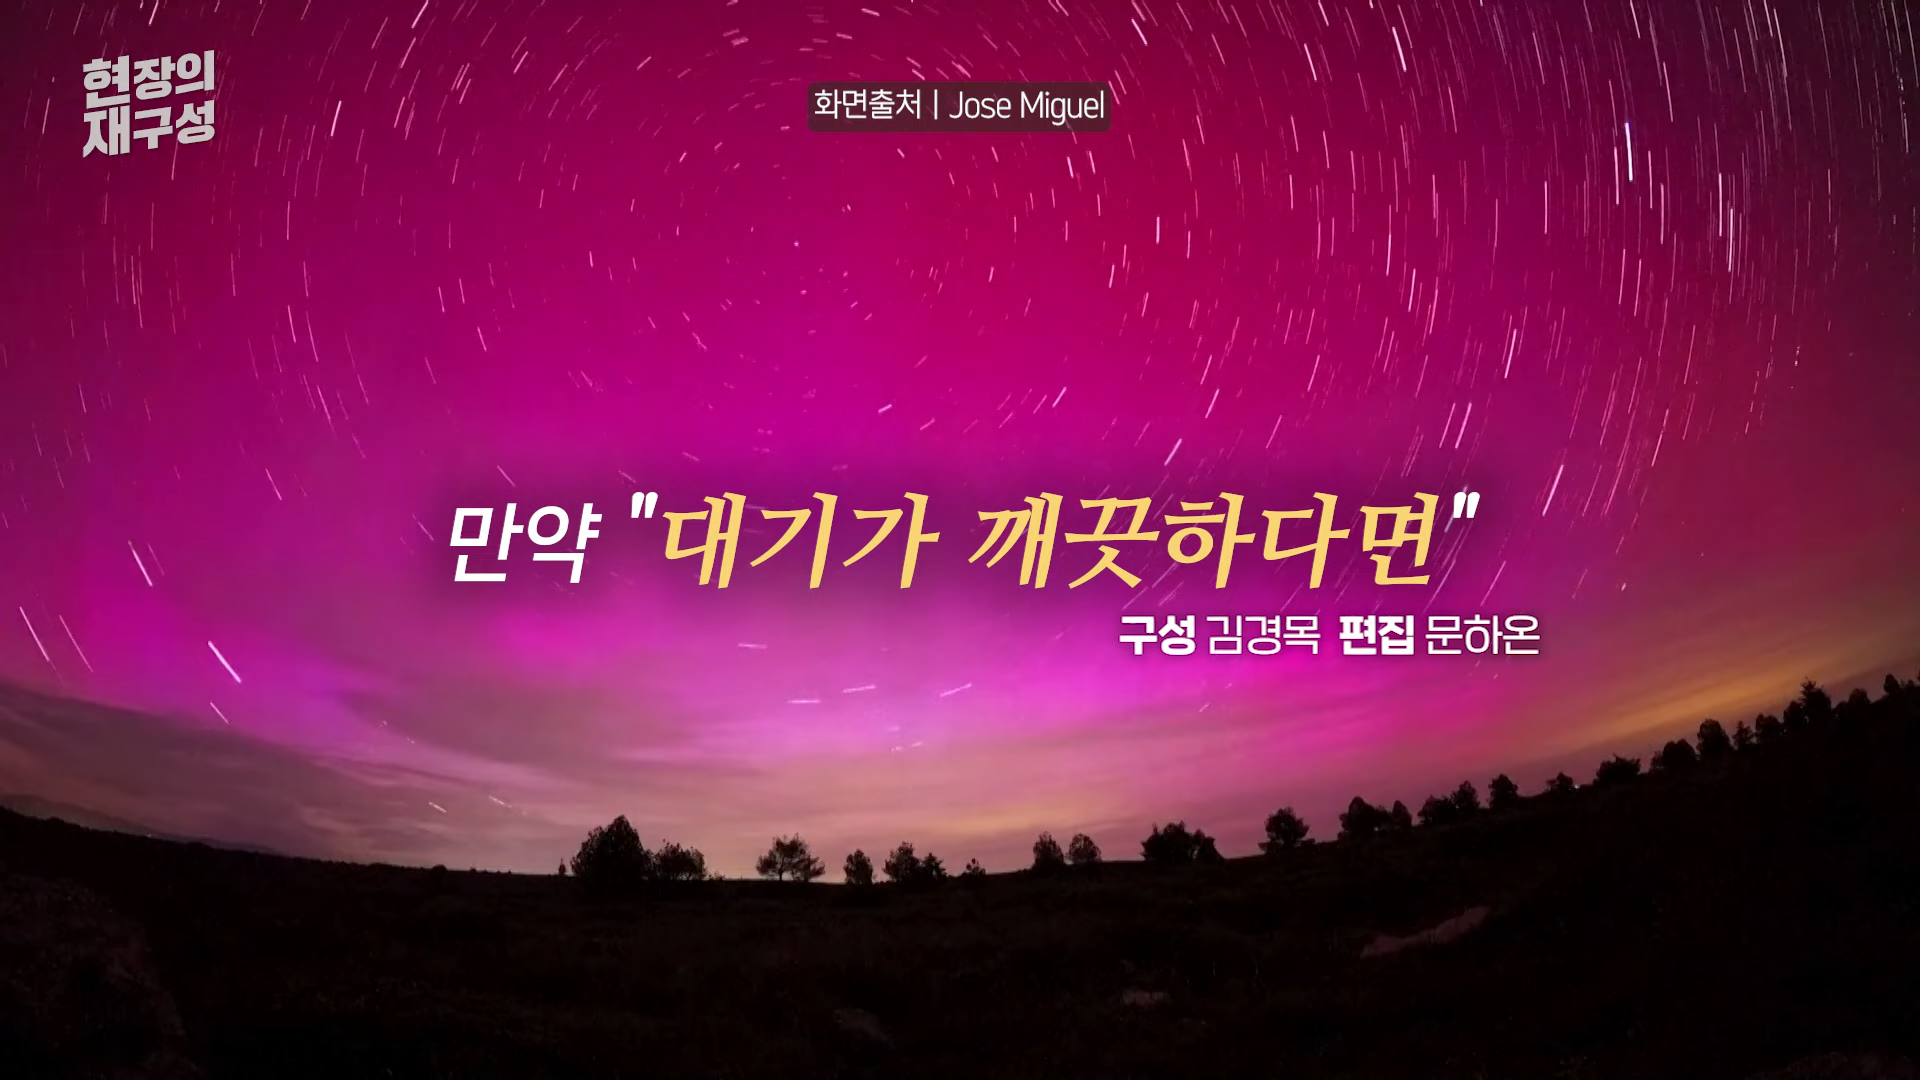 현장의
재구성
화면출처 | Jose Miguel
만약 "대기가 깨끗하다면"
구성 김경목 편집 문하온